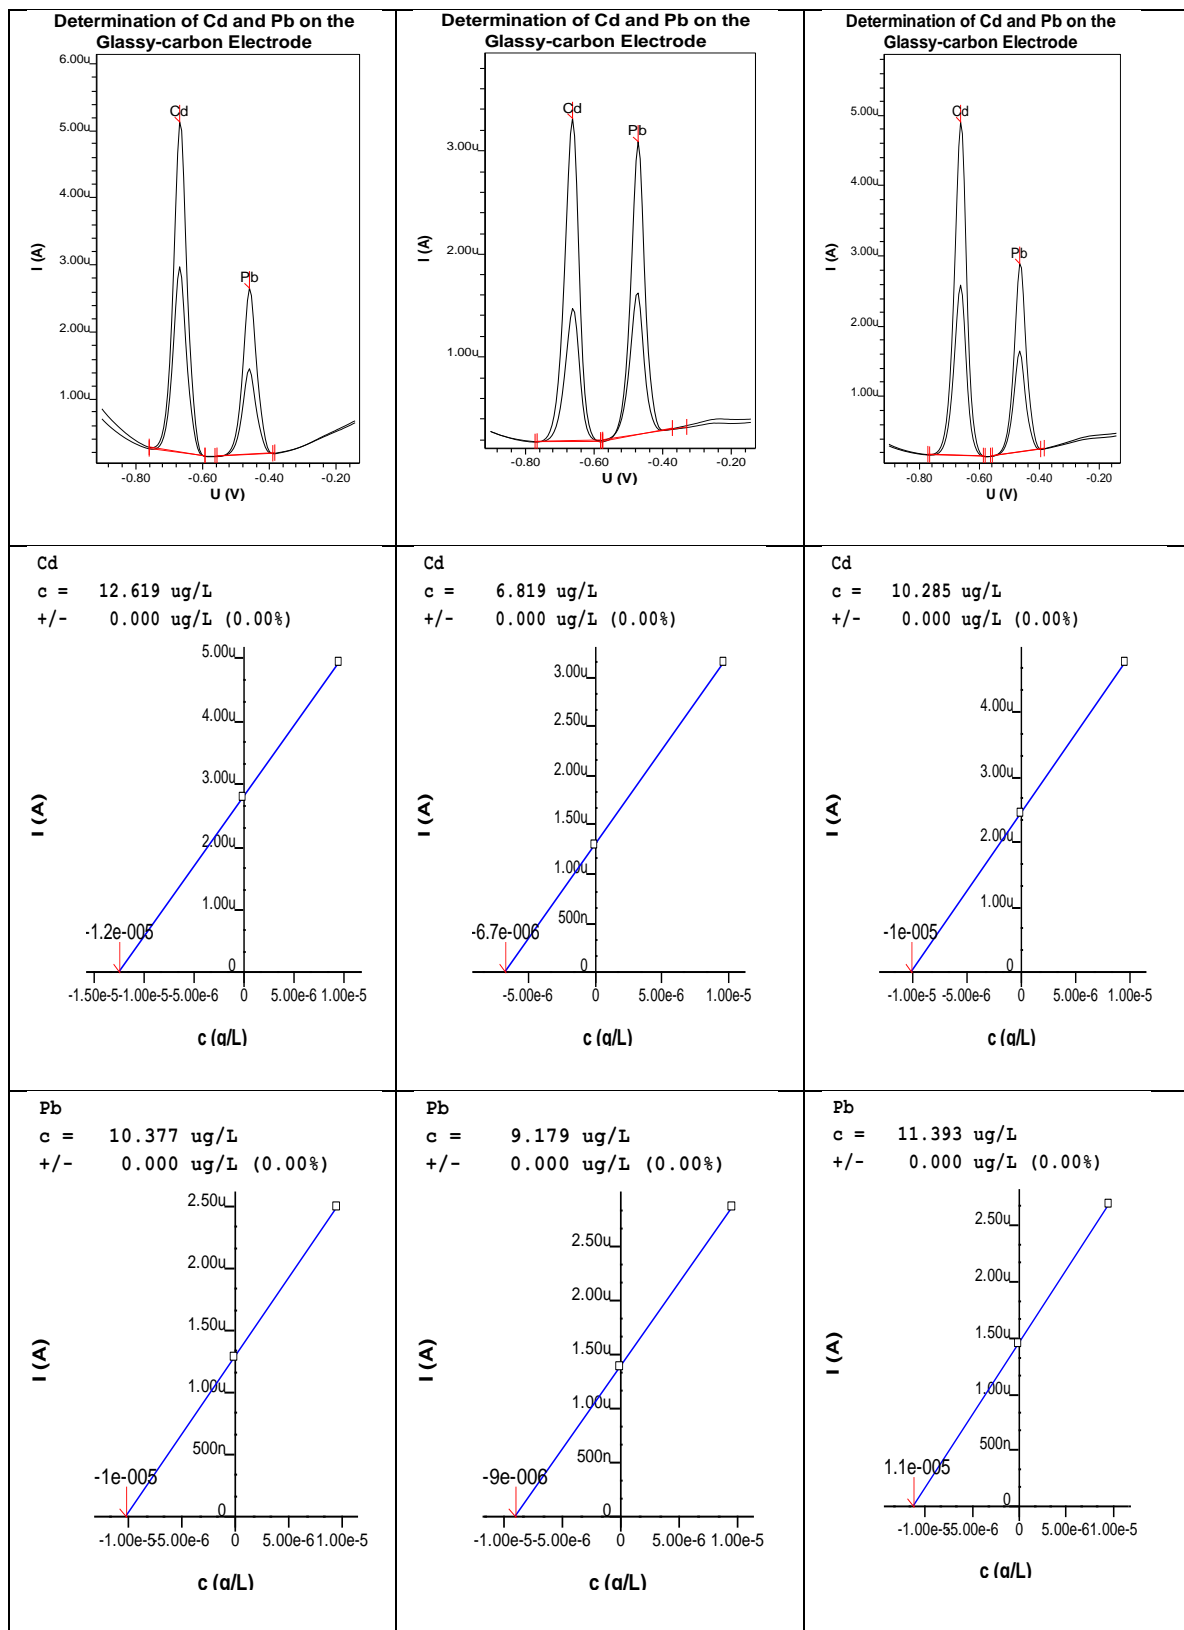 Determination of Cd and Pb on the
Glassy-carbon Electrode
6.00u
5.00u
4.00u
3.00u
2.00u
1.00u
I (A)
Cd
Pb
-0.80 -0.60 -0.40 -0.20
U (V)
Determination of Cd and Pb on the
Glassy-carbon Electrode
3.00u
2.00u
1.00u
I (A)
Cd
Pb
-0.80 -0.60 -0.40 -0.20
U (V)
Determination of Cd and Pb on the
Glassy-carbon Electrode
5.00u
4.00u
3.00u
2.00u
1.00u
I (A)
Cd
Pb
-0.80 -0.60 -0.40 -0.20
U (V)
Cd
c = 12.619 ug/L
+/- 0.000 ug/L (0.00%)
5.00u
4.00u
3.00u
2.00u
1.00u
0
I (A)
-1.2e-005
-1.50e-5-1.00e-5-5.00e-6 0 5.00e-6 1.00e-5
c (g/L)
Cd
c = 6.819 ug/L
+/- 0.000 ug/L (0.00%)
3.00u
2.50u
2.00u
1.50u
1.00u
500n
0
I (A)
-6.7e-006
-5.00e-6 0 5.00e-6 1.00e-5
c (g/L)
Cd
c = 10.285 ug/L
+/- 0.000 ug/L (0.00%)
4.00u
3.00u
2.00u
1.00u
0
I (A)
-1e-005
-1.00e-5 -5.00e-6 0 5.00e-6 1.00e-5
c (g/L)
Pb
c = 10.377 ug/L
+/- 0.000 ug/L (0.00%)
2.50u
2.00u
1.50u
1.00u
500n
0
I (A)
-1e-005
-1.00e-5-5.00e-6 0 5.00e-61.00e-5
c (g/L)
Pb
c = 9.179 ug/L
+/- 0.000 ug/L (0.00%)
2.50u
2.00u
1.50u
1.00u
500n
0
I (A)
-9e-006
-1.00e-5-5.00e-6 0 5.00e-6 1.00e-5
c (g/L)
Pb
c = 11.393 ug/L
+/- 0.000 ug/L (0.00%)
2.50u
2.00u
1.50u
1.00u
500n
0
I (A)
1.1e-005
-1.00e-5-5.00e-6 0 5.00e-61.00e-5
c (g/L)